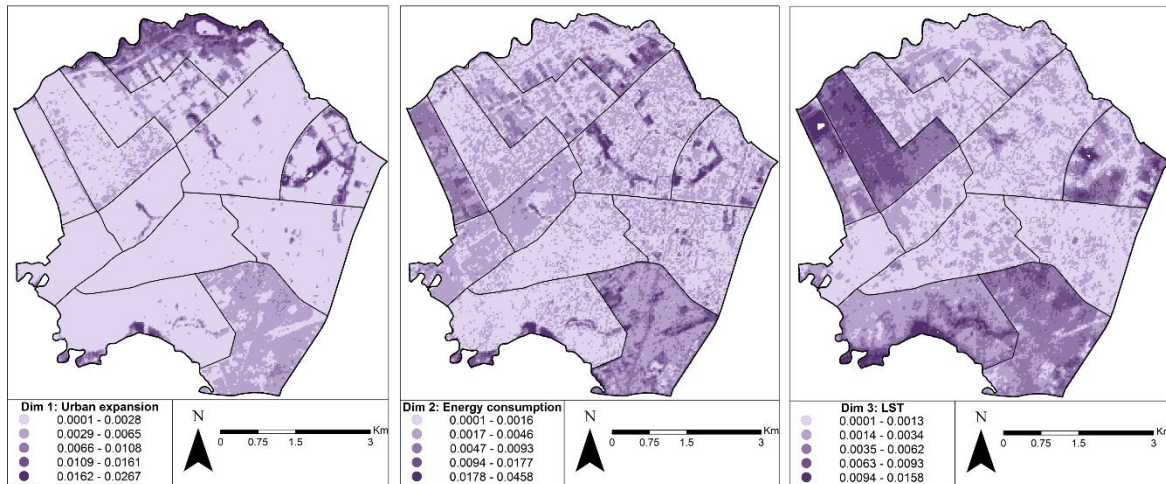 Dim 1: Urban expansion
0.0001 - 0.0028
0.0029 - 0.0065
0.0066 - 0.0108
0.0109 - 0.0161
0.0162 - 0.0267
N
Km
0 0.75 1.5 3
Dim 2: Energy consumption
0.0001 - 0.0016
0.0017 - 0.0046
0.0047 - 0.0093
0.0094 - 0.0177
0.0178 - 0.0458
N
Km
0 0.75 1.5 3
Dim 3: LST
0.0001 - 0.0013
0.0014 - 0.0034
0.0035 - 0.0062
0.0063 - 0.0093
0.0094 - 0.0158
N
Km
0 0.75 1.5 3